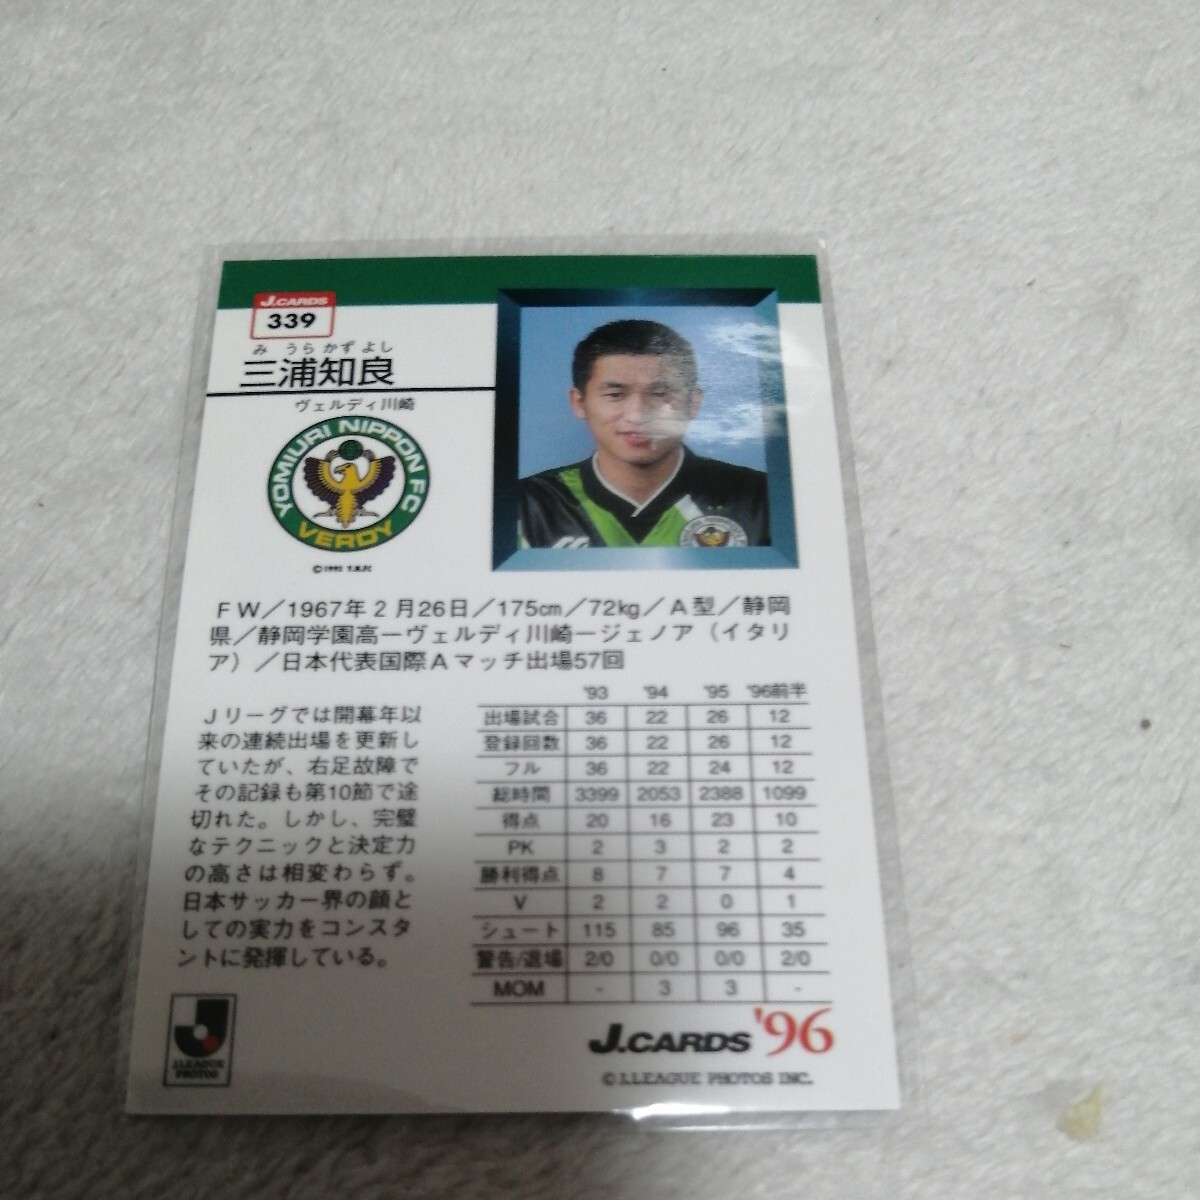 J.CARDS
339
み うら かず よし
三浦知良
ヴェルディ川崎
YOMIURI NIPPON FC
VERDY
©1992 Y.N.FC
ＦＷ／1967年２月26日／175cm／72kg／Ａ型／静岡
県／静岡学園高ーヴェルディ川崎ージェノア（イタリ
ア）／日本代表国際Ａマッチ出場57回
Ｊリーグでは開幕年以
来の連続出場を更新し
ていたが、右足故障で
その記録も第10節で途
切れた。しかし、完璧
なテクニックと決定力
の高さは相変わらず。
日本サッカー界の顔と
しての実力をコンスタ
ントに発揮している。
'93 '94 '95 '96前半
出場試合 36 22 26 12
登録回数 36 22 26 12
フル 36 22 24 12
総時間 3399 2053 2388 1099
得点 20 16 23 10
PK 2 3 2 2
勝利得点 8 7 7 4
V 2 2 0 1
シュート 115 85 96 35
警告/退場 2/0 0/0 0/0 2/0
MOM - 3 3 -
J.LEAGUE
PHOTOS
J.CARDS '96
©J.LEAGUE PHOTOS INC.